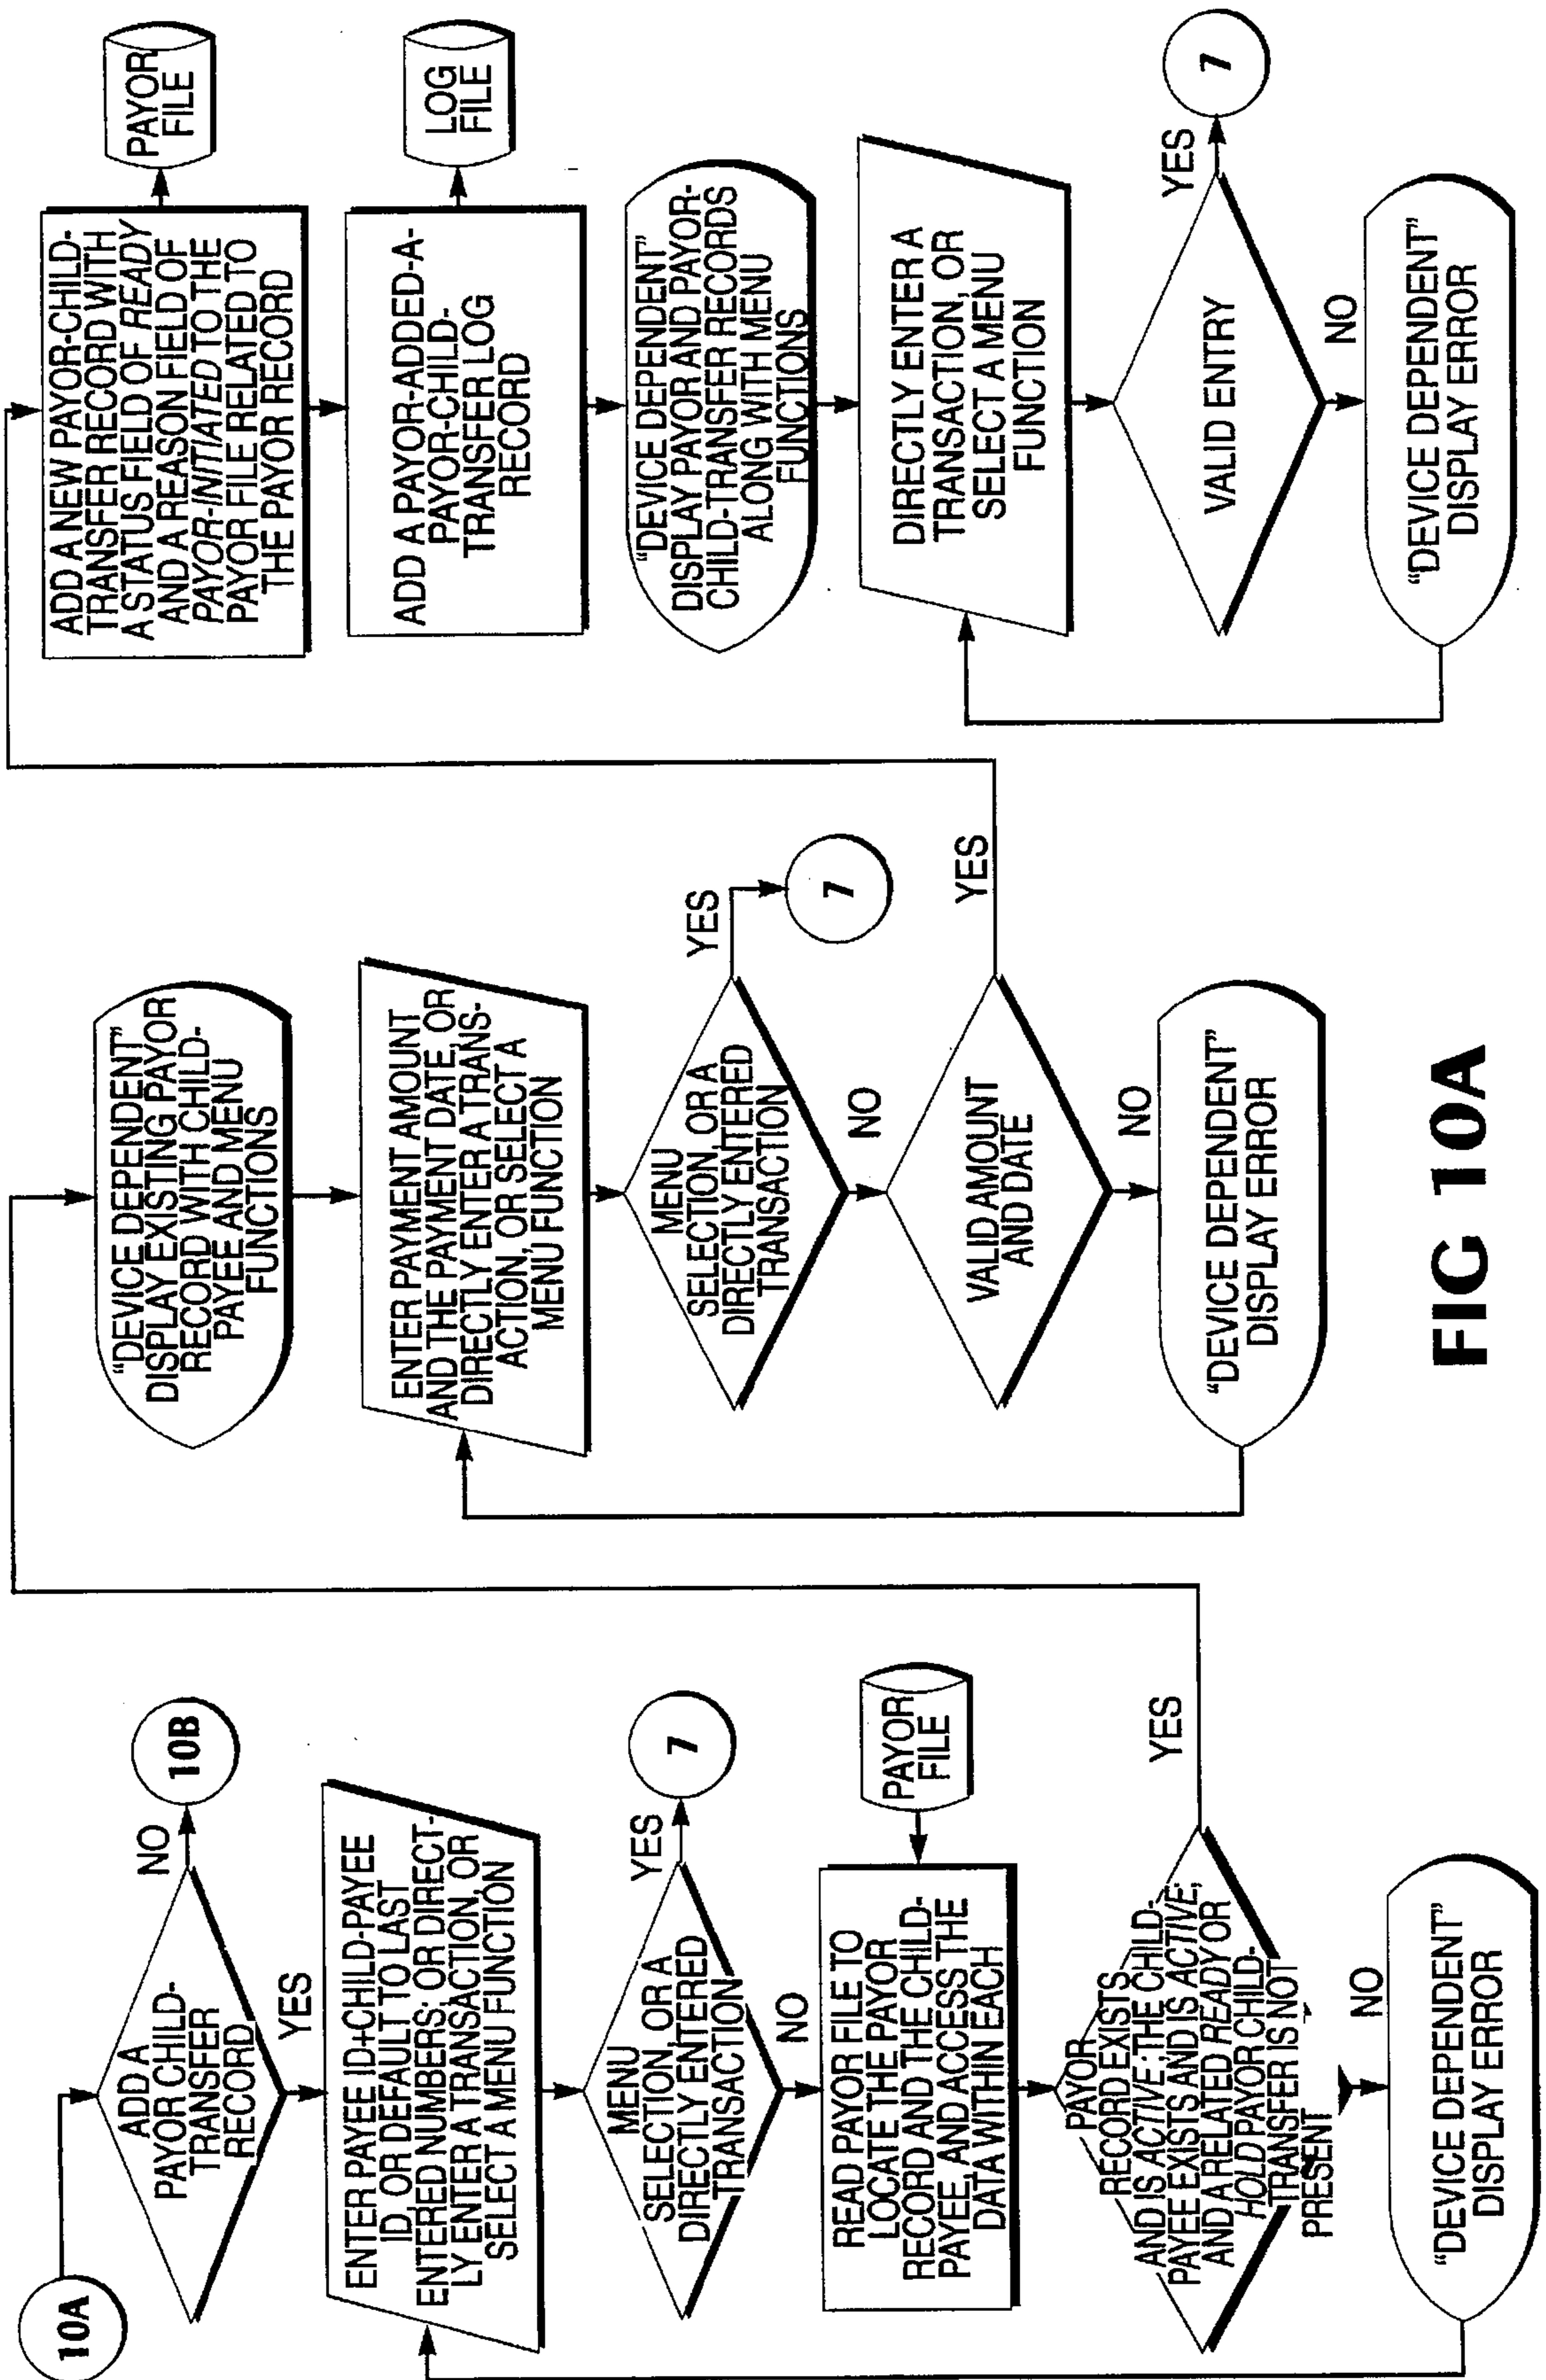 10A
ADD A
PAYOR CHILD-
TRANSFER
RECORD
NO
10B
YES
ENTER PAYEE ID+CHILD-PAYEE
ID, OR DEFAULT TO LAST
ENTERED NUMBERS; OR DIRECT-
LY ENTER A TRANSACTION, OR
SELECT A MENU FUNCTION
MENU
SELECTION, OR A
DIRECTLY ENTERED
TRANSACTION
YES
7
NO
READ PAYOR FILE TO
LOCATE THE PAYOR
RECORD AND THE CHILD-
PAYEE, AND ACCESS THE
DATA WITHIN EACH
PAYOR
FILE
PAYOR
RECORD EXISTS
AND IS ACTIVE; THE CHILD-
PAYEE EXISTS AND IS ACTIVE;
AND A RELATED READY OR
HOLD PAYOR CHILD-
TRANSFER IS NOT
PRESENT
YES
NO
"DEVICE DEPENDENT"
DISPLAY ERROR
"DEVICE DEPENDENT"
DISPLAY EXISTING PAYOR
RECORD WITH CHILD-
PAYEE AND MENU
FUNCTIONS
ENTER PAYMENT AMOUNT
AND THE PAYMENT DATE, OR
DIRECTLY ENTER A TRANS-
ACTION, OR SELECT A
MENU FUNCTION
MENU
SELECTION, OR A
DIRECTLY ENTERED
TRANSACTION
YES
7
NO
VALID AMOUNT
AND DATE
YES
NO
"DEVICE DEPENDENT"
DISPLAY ERROR
ADD A NEW PAYOR-CHILD-
TRANSFER RECORD WITH
A STATUS FIELD OF READY
AND A REASON FIELD OF
PAYOR-INITIATED TO THE
PAYOR FILE RELATED TO
THE PAYOR RECORD
PAYOR
FILE
ADD A PAYOR-ADDED-A-
PAYOR-CHILD-
TRANSFER LOG
RECORD
LOG
FILE
"DEVICE DEPENDENT"
DISPLAY PAYOR AND PAYOR-
CHILD-TRANSFER RECORDS
ALONG WITH MENU
FUNCTIONS
DIRECTLY ENTER A
TRANSACTION, OR
SELECT A MENU
FUNCTION
VALID ENTRY
YES
7
NO
"DEVICE DEPENDENT"
DISPLAY ERROR
FIG 10A